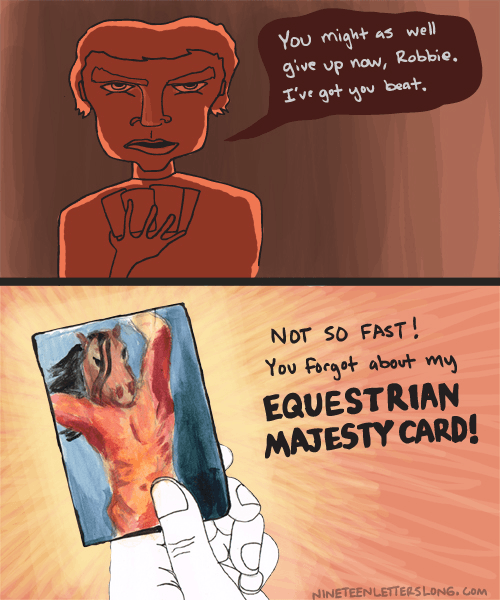 You might as well
give up now, Robbie.
I've got you beat.
NOT SO FAST!
You forgot about my
EQUESTRIAN
MAJESTY CARD!
NINETEENLETTERSLONG.COM